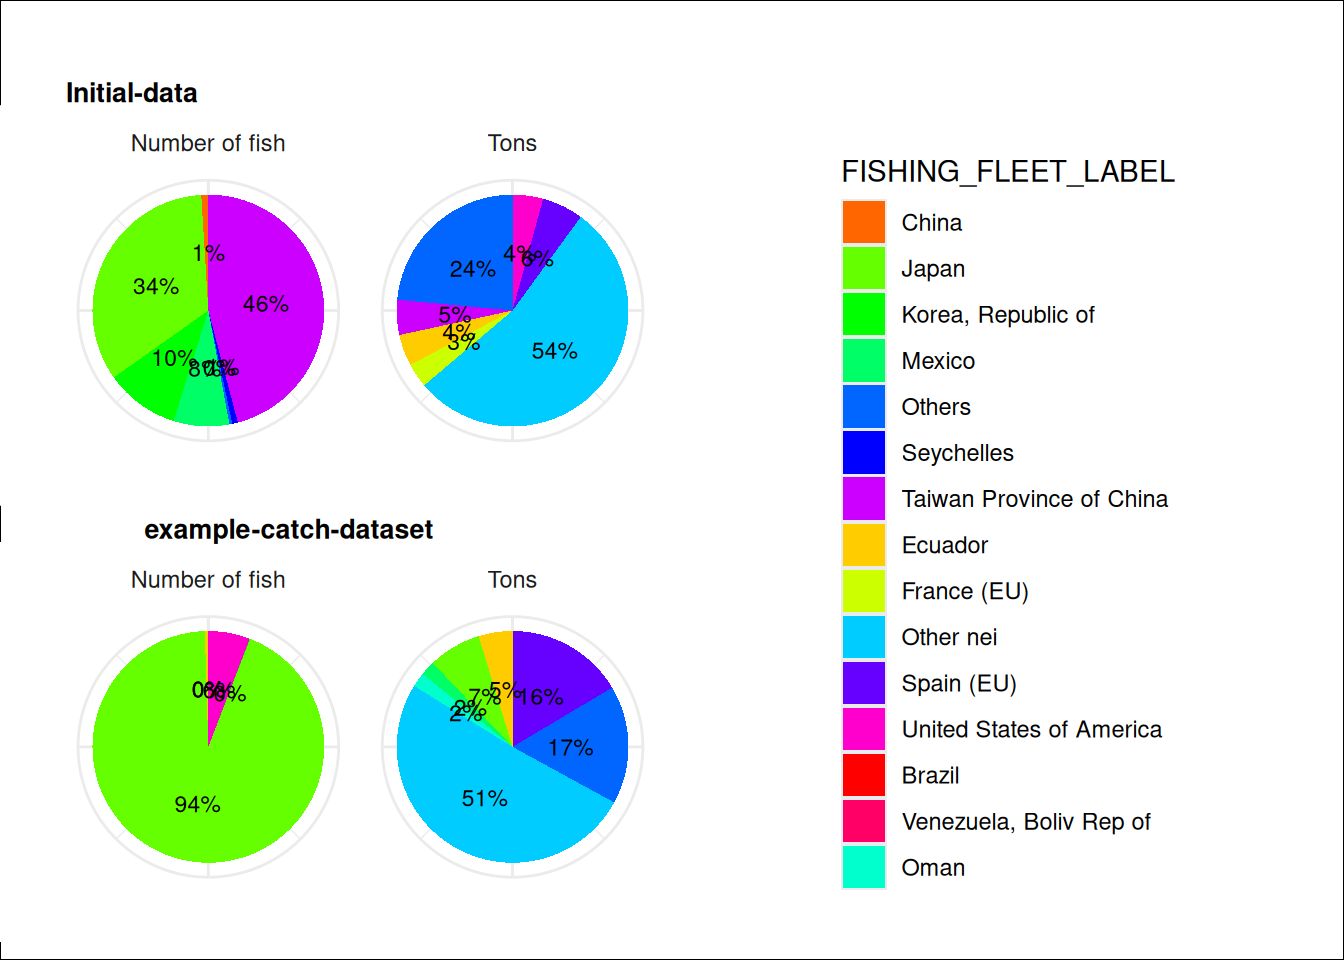 Initial-data
Number of fish Tons
1%
34%
46%
10%
8%
4%
6%
24%
5%
4%
3%
54%
example-catch-dataset
Number of fish Tons
0%
6%
94%
5%
16%
7%
2%
2%
17%
51%
FISHING_FLEET_LABEL
China
Japan
Korea, Republic of
Mexico
Others
Seychelles
Taiwan Province of China
Ecuador
France (EU)
Other nei
Spain (EU)
United States of America
Brazil
Venezuela, Boliv Rep of
Oman